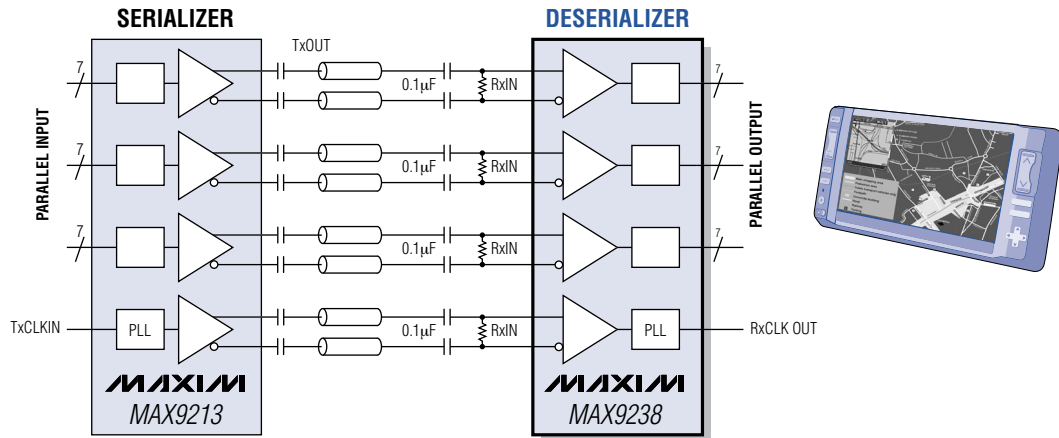 SERIALIZER
DESERIALIZER
TxOUT
7
0.1μF
RxIN
7
7
0.1μF
RxIN
7
PARALLEL INPUT
PARALLEL OUTPUT
7
0.1μF
RxIN
7
TxCLKIN
PLL
0.1μF
RxIN
PLL
RxCLK OUT
MAXIM
MAX9213
MAXIM
MAX9238